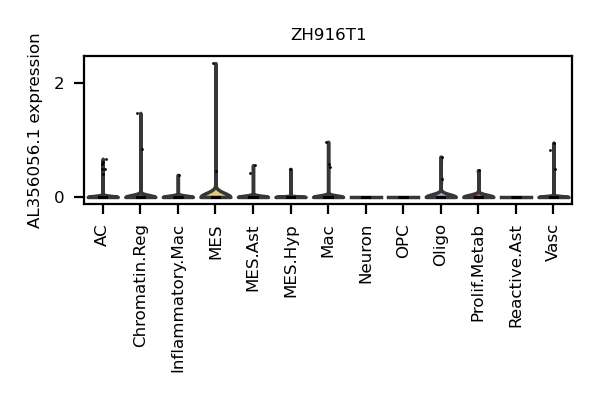 ZH916T1
AL356056.1 expression
2
0
AC
Chromatin.Reg
Inflammatory.Mac
MES
MES.Ast
MES.Hyp
Mac
Neuron
OPC
Oligo
Prolif.Metab
Reactive.Ast
Vasc